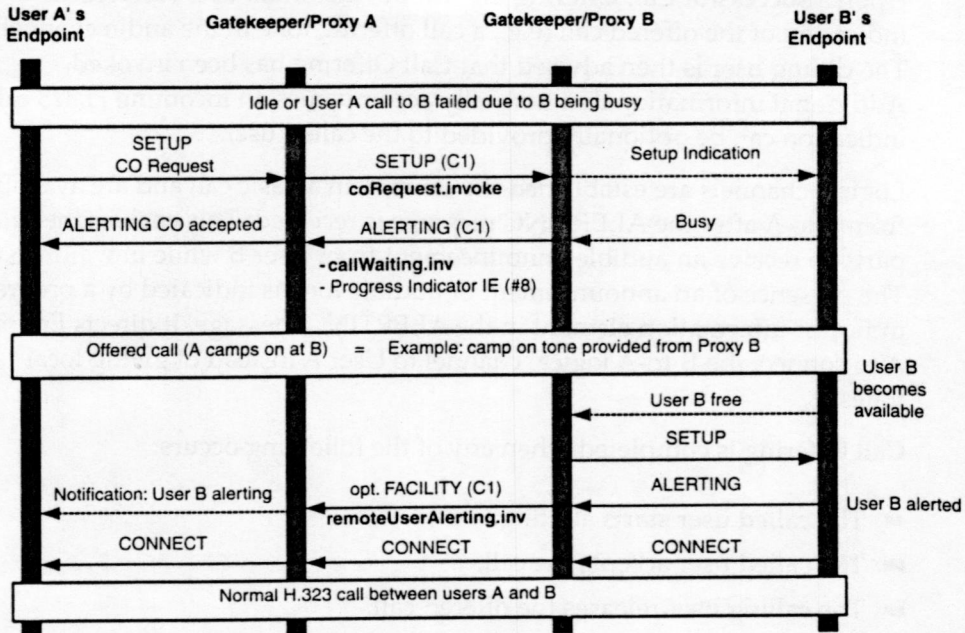 User A' s
Endpoint
Gatekeeper/Proxy A
Gatekeeper/Proxy B
User B' s
Endpoint
Idle or User A call to B failed due to B being busy
SETUP
CO Request
SETUP (C1)
coRequest.invoke
Setup Indication
ALERTING CO accepted
ALERTING (C1)
Busy
- callWaiting.inv
- Progress Indicator IE (#8)
Offered call (A camps on at B) = Example: camp on tone provided from Proxy B
User B
becomes
available
User B free
SETUP
Notification: User B alerting
opt. FACILITY (C1)
remoteUserAlerting.inv
ALERTING
User B alerted
CONNECT
CONNECT
CONNECT
Normal H.323 call between users A and B